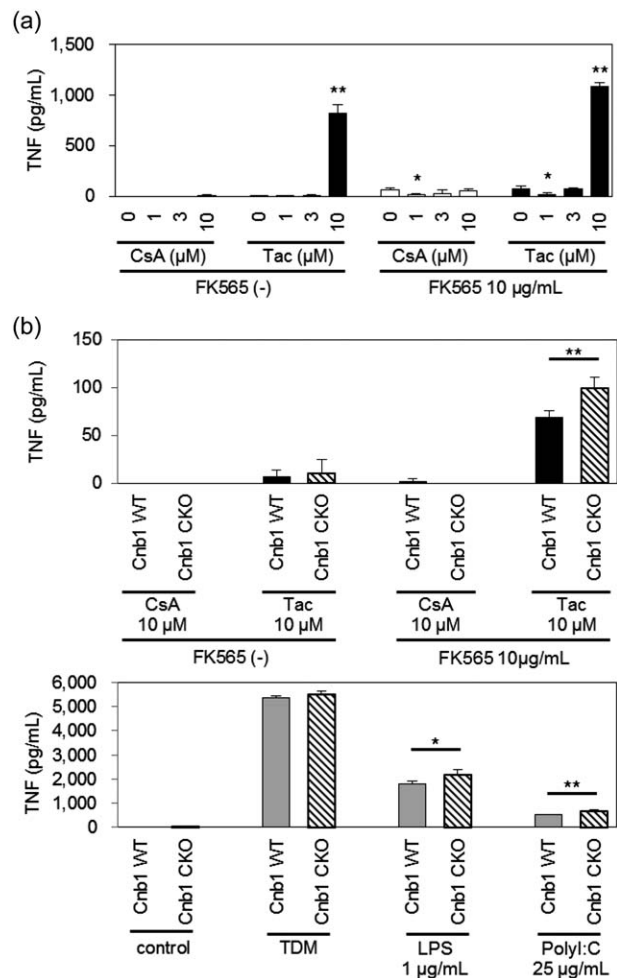 (a)
1,500
1,000
500
0
TNF (pg/mL)
**
*
*
**
0 1 3 10 0 1 3 10 0 1 3 10 0 1 3 10
CsA (µM) Tac (µM) CsA (µM) Tac (µM)
FK565 (-) FK565 10 µg/mL
(b)
150
100
50
0
TNF (pg/mL)
**
Cnb1 WT Cnb1 CKO Cnb1 WT Cnb1 CKO Cnb1 WT Cnb1 CKO Cnb1 WT Cnb1 CKO
CsA Tac CsA Tac
10 µM 10 µM 10 µM 10 µM
FK565 (-) FK565 10µg/mL
6,000
5,000
4,000
3,000
2,000
1,000
0
TNF (pg/mL)
*
**
Cnb1 WT Cnb1 CKO Cnb1 WT Cnb1 CKO Cnb1 WT Cnb1 CKO Cnb1 WT Cnb1 CKO
control TDM LPS PolyI:C
1 µg/mL 25 µg/mL